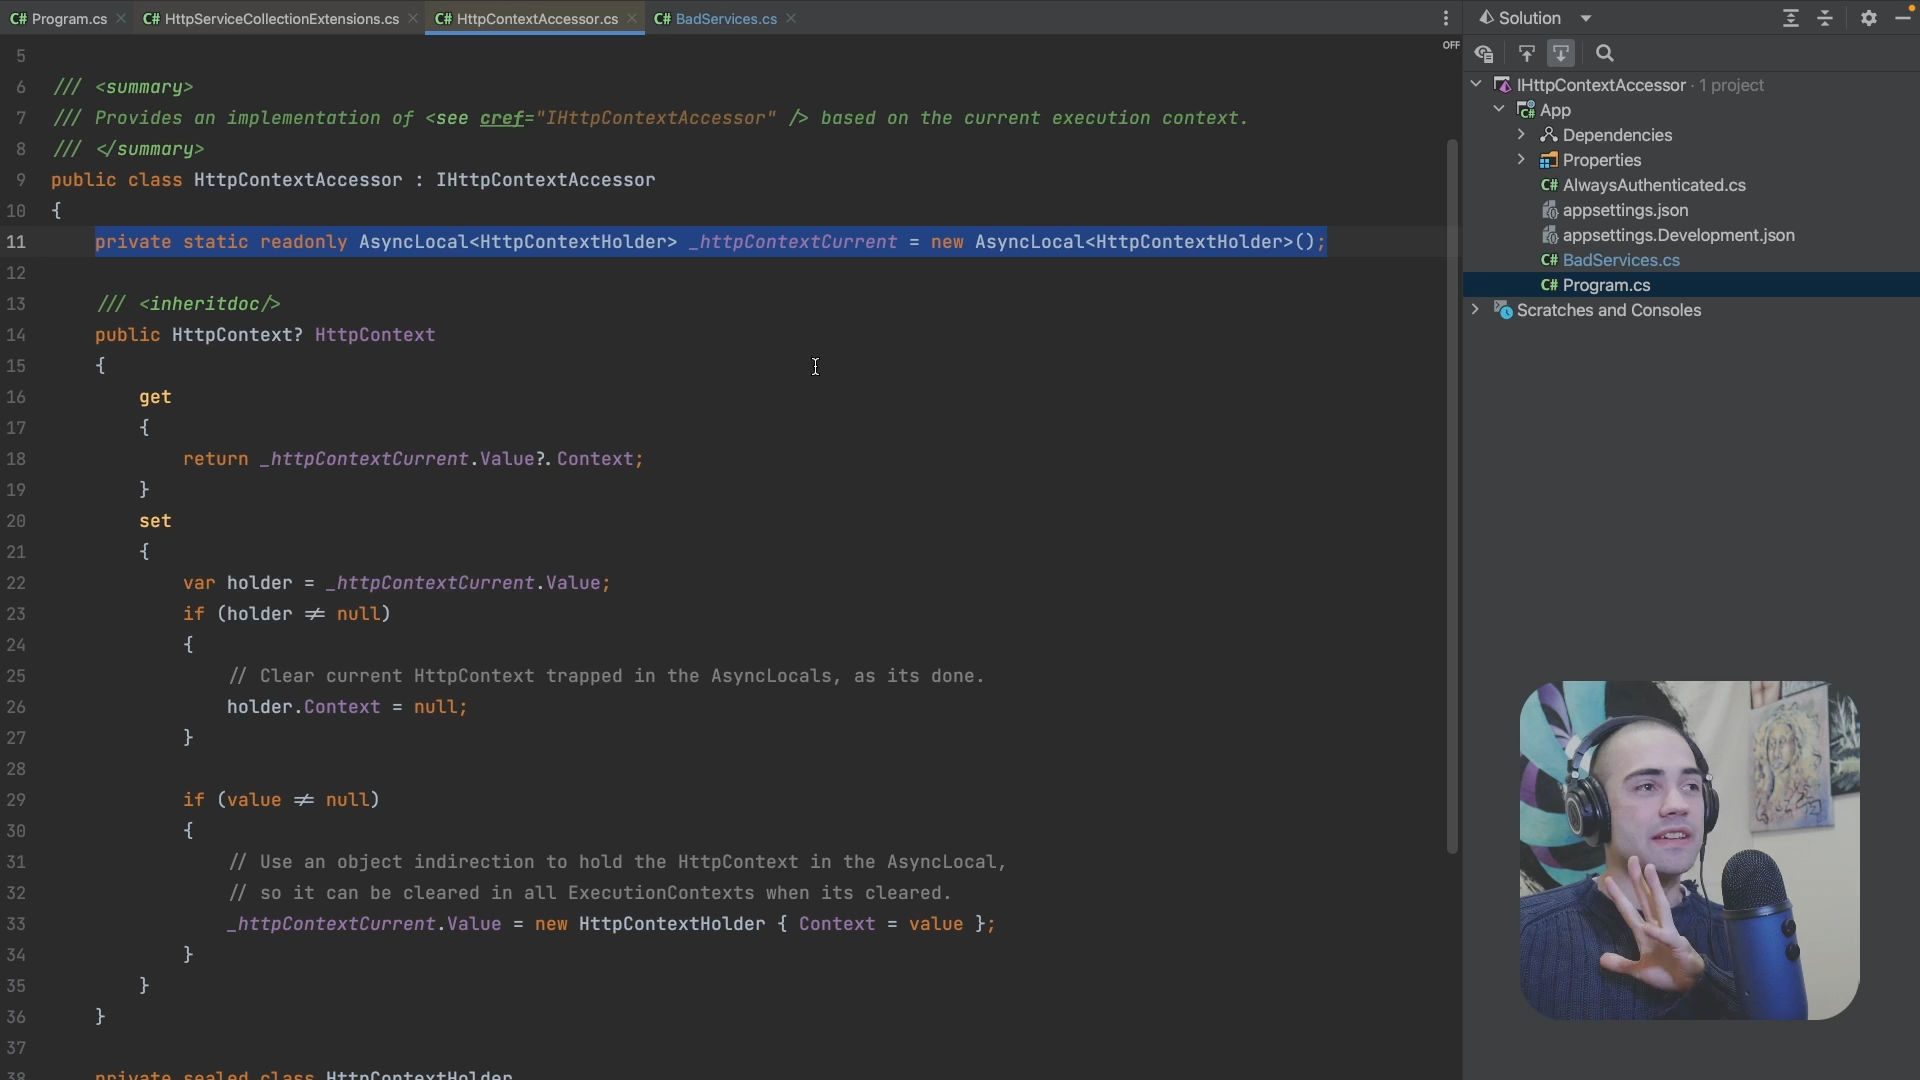 C# Program.cs
C# HttpServiceCollectionExtensions.cs
C# HttpContextAccessor.cs
C# BadServices.cs
OFF
5
6 /// <summary>
7 /// Provides an implementation of <see cref="IHttpContextAccessor" /> based on the current execution context.
8 /// </summary>
9 public class HttpContextAccessor : IHttpContextAccessor
10 {
11 private static readonly AsyncLocal<HttpContextHolder> _httpContextCurrent = new AsyncLocal<HttpContextHolder>();
12
13 /// <inheritdoc/>
14 public HttpContext? HttpContext
15 {
16 get
17 {
18 return _httpContextCurrent.Value?.Context;
19 }
20 set
21 {
22 var holder = _httpContextCurrent.Value;
23 if (holder ≠ null)
24 {
25 // Clear current HttpContext trapped in the AsyncLocals, as its done.
26 holder.Context = null;
27 }
28
29 if (value ≠ null)
30 {
31 // Use an object indirection to hold the HttpContext in the AsyncLocal,
32 // so it can be cleared in all ExecutionContexts when its cleared.
33 _httpContextCurrent.Value = new HttpContextHolder { Context = value };
34 }
35 }
36 }
37
38 private sealed class HttpContextHolder
Solution
IHttpContextAccessor · 1 project
C# App
Dependencies
Properties
C# AlwaysAuthenticated.cs
appsettings.json
appsettings.Development.json
C# BadServices.cs
C# Program.cs
Scratches and Consoles